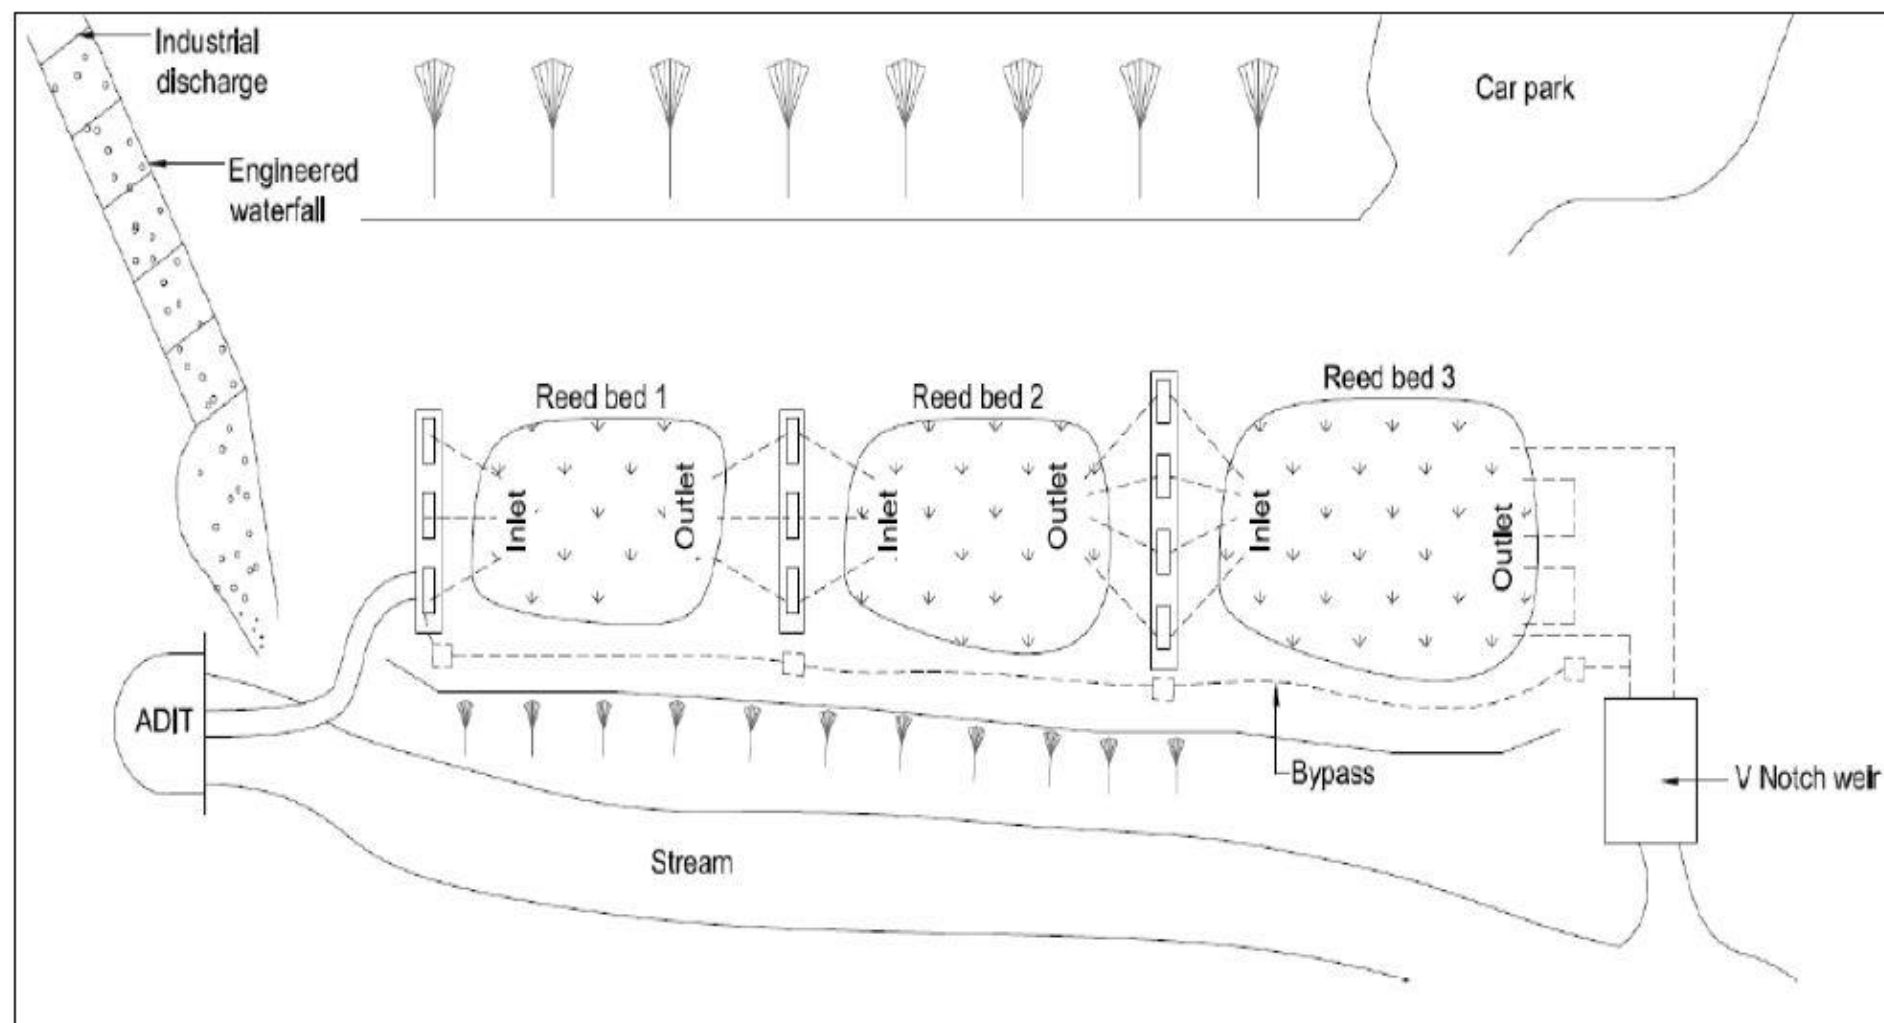 Industrial
discharge
Car park
Engineered
waterfall
Reed bed 1
Reed bed 2
Reed bed 3
Inlet
Outlet
Inlet
Outlet
Inlet
Outlet
ADIT
Bypass
V Notch weir
Stream